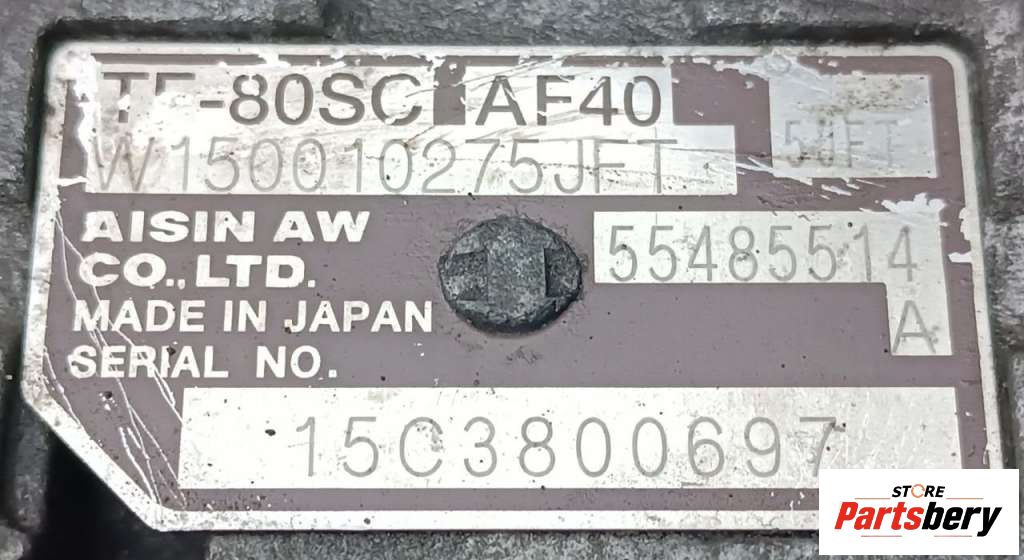 TF-80SC AF40
W150010275JFT 5JFT
AISIN AW
CO., LTD. 55485514
MADE IN JAPAN A
SERIAL NO.
15C3800697
STORE
Partsbery